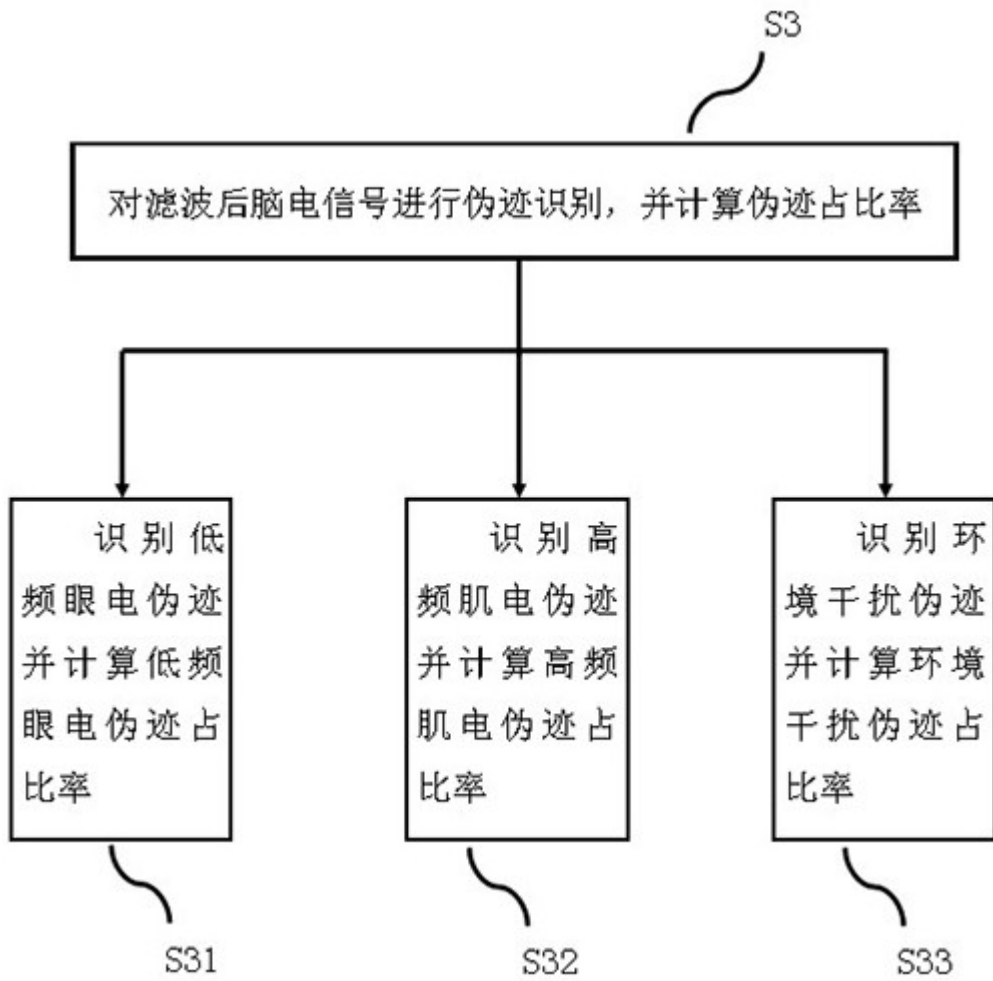 S3
对滤波后脑电信号进行伪迹识别，并计算伪迹占比率
识别低
频眼电伪迹
并计算低频
眼电伪迹占
比率
识别高
频肌电伪迹
并计算高频
肌电伪迹占
比率
识别环
境干扰伪迹
并计算环境
干扰伪迹占
比率
S31
S32
S33